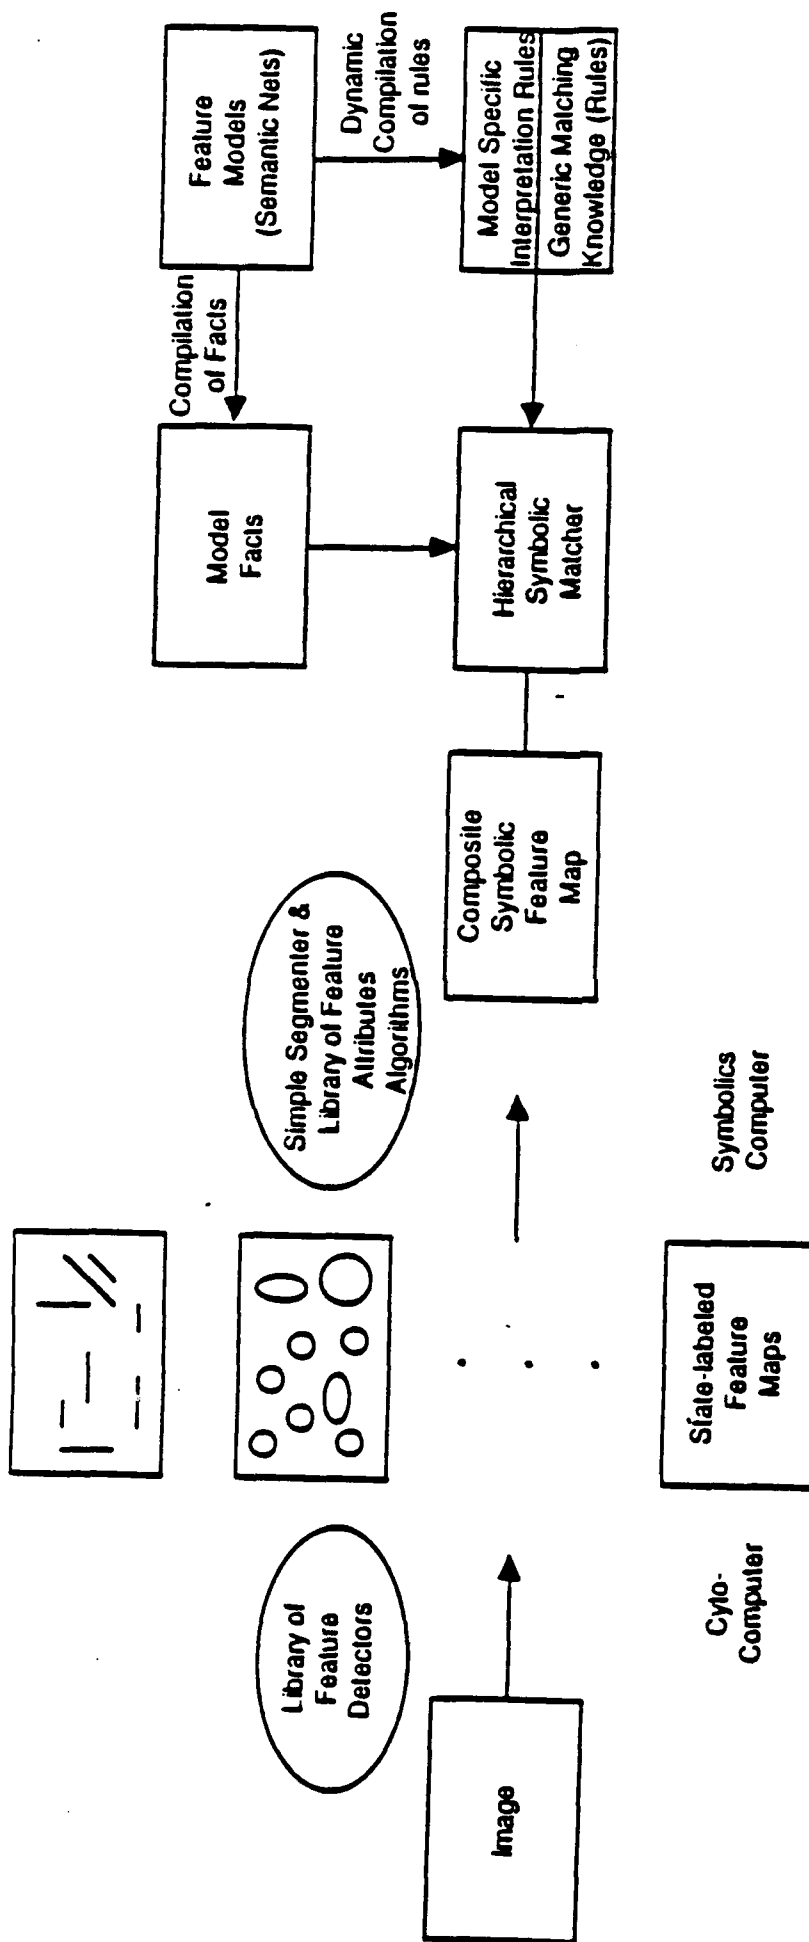 Image
Library of
Feature
Detectors
Cyto-
Computer
State-labeled
Feature
Maps
Simple Segmenter &
Library of Feature
Attributes
Algorithms
Symbolics
Computer
Composite
Symbolic
Feature
Map
Model
Facts
Hierarchical
Symbolic
Matcher
Compilation
of Facts
Feature
Models
(Semantic Nets)
Dynamic
Compilation
of rules
Model Specific
Interpretation Rules
Generic Matching
Knowledge (Rules)